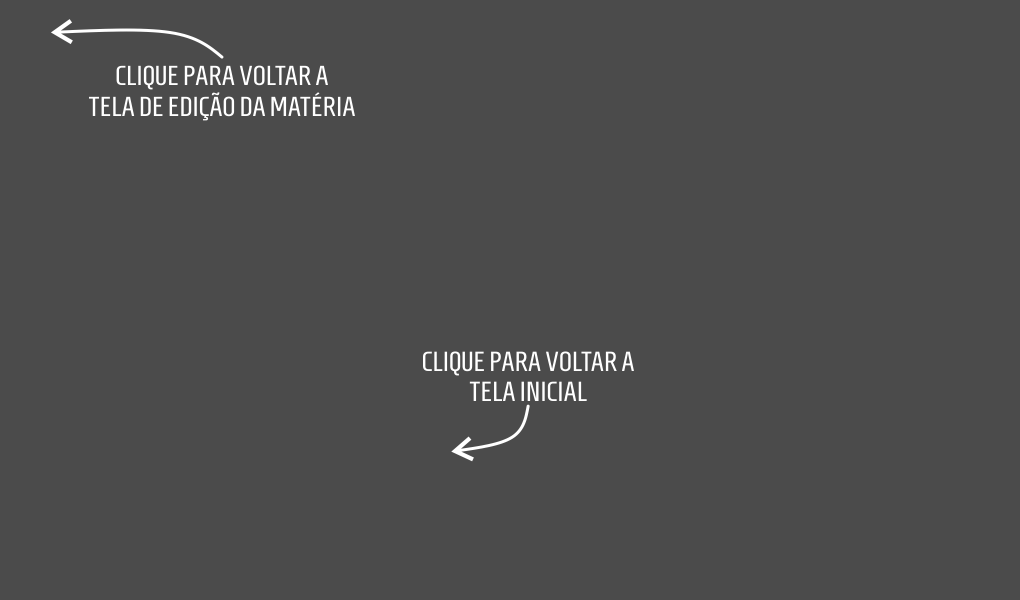 CLIQUE PARA VOLTAR A
TELA DE EDIÇÃO DA MATÉRIA
CLIQUE PARA VOLTAR A
TELA INICIAL